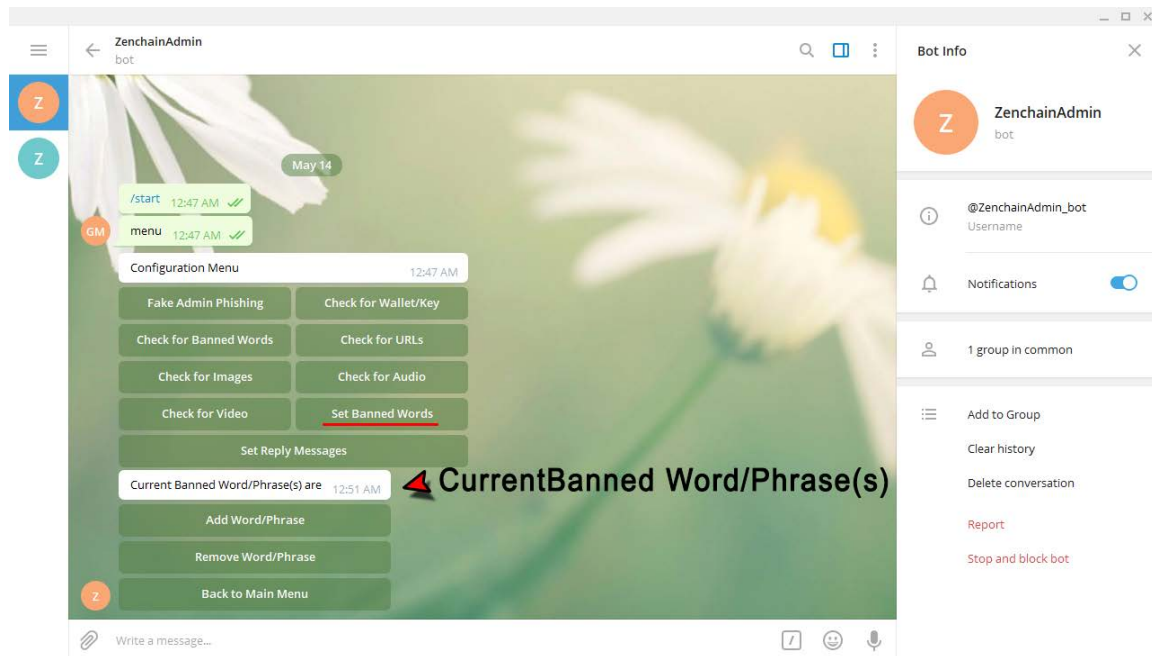 ZenchainAdmin
bot
Z
Z
May 14
/start 12:47 AM
GM
menu 12:47 AM
Configuration Menu 12:47 AM
Fake Admin Phishing
Check for Wallet/Key
Check for Banned Words
Check for URLs
Check for Images
Check for Audio
Check for Video
Set Banned Words
Set Reply Messages
Current Banned Word/Phrase(s) are 12:51 AM
CurrentBanned Word/Phrase(s)
Add Word/Phrase
Remove Word/Phrase
Back to Main Menu
Z
Write a message...
/
Bot Info
Z
ZenchainAdmin
bot
@ZenchainAdmin_bot
Username
Notifications
1 group in common
Add to Group
Clear history
Delete conversation
Report
Stop and block bot